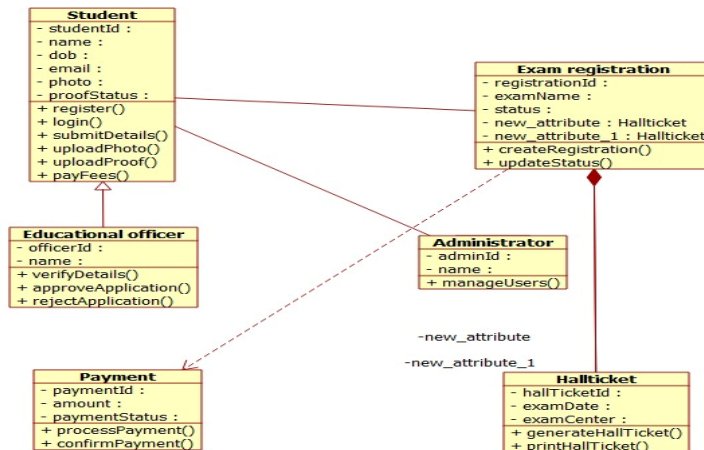 Student
- studentId :
- name :
- dob :
- email :
- photo :
- proofStatus :
+ register()
+ login()
+ submitDetails()
+ uploadPhoto()
+ uploadProof()
+ payFees()
Exam registration
- registrationId :
- examName :
- status :
- new_attribute : Hallticket
- new_attribute_1 : Hallticket
+ createRegistration()
+ updateStatus()
Educational officer
- officerId :
- name :
+ verifyDetails()
+ approveApplication()
+ rejectApplication()
Administrator
- adminId :
- name :
+ manageUsers()
-new_attribute
-new_attribute_1
Payment
- paymentId :
- amount :
- paymentStatus :
+ processPayment()
+ confirmPayment()
Hallticket
- hallTicketId :
- examDate :
- examCenter :
+ generateHallTicket()
+ printHallTicket()